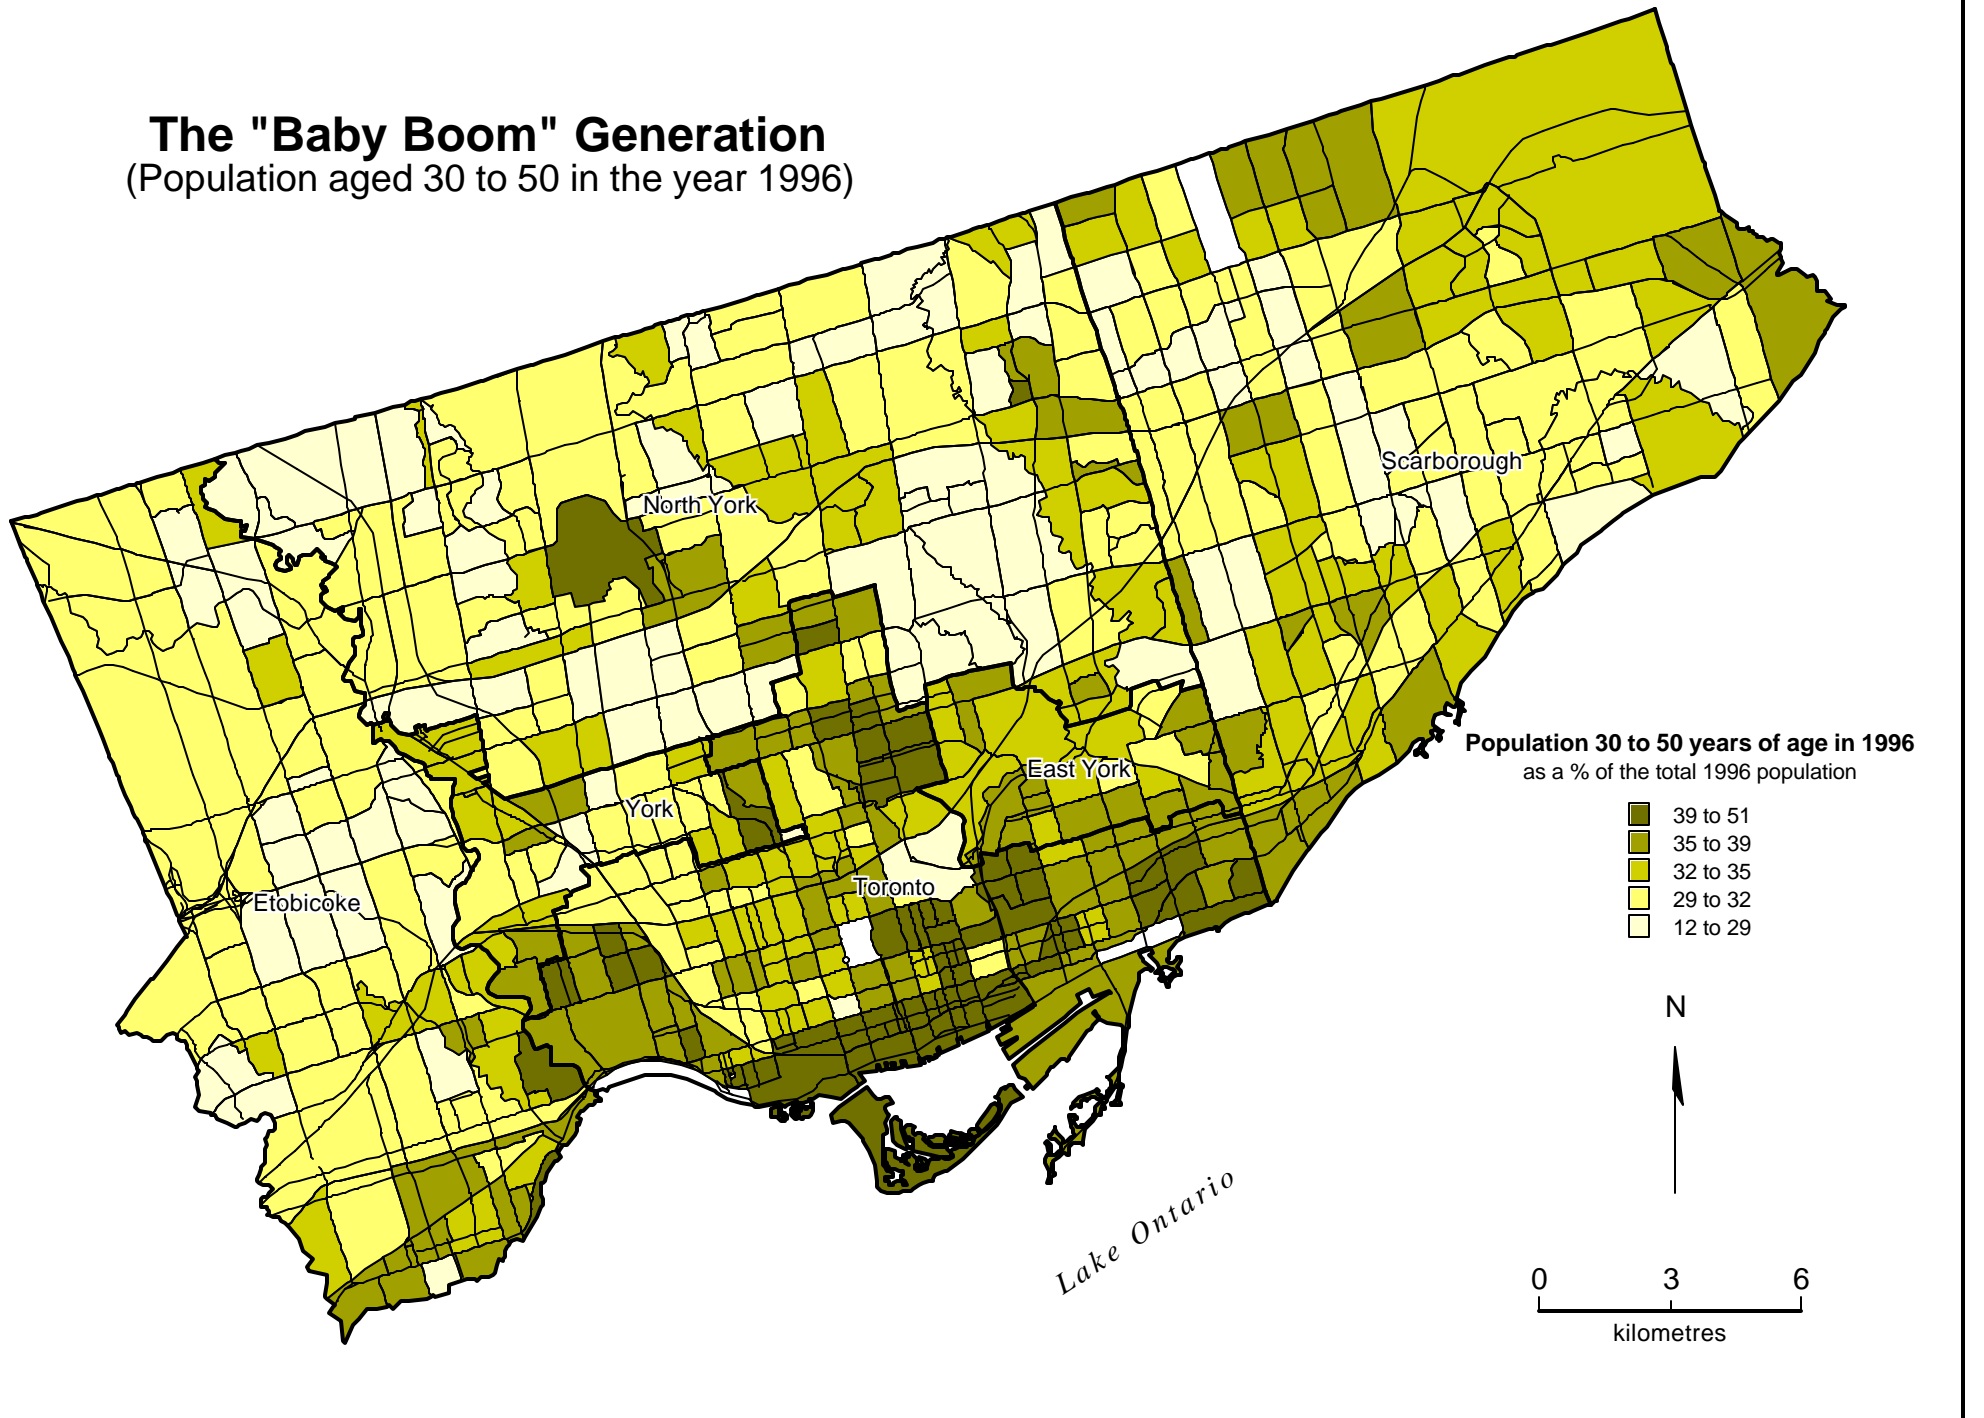 The "Baby Boom" Generation
(Population aged 30 to 50 in the year 1996)
North York
Scarborough
East York
York
Toronto
Etobicoke
Population 30 to 50 years of age in 1996
as a % of the total 1996 population
39 to 51
35 to 39
32 to 35
29 to 32
12 to 29
N
Lake Ontario
0 3 6
kilometres